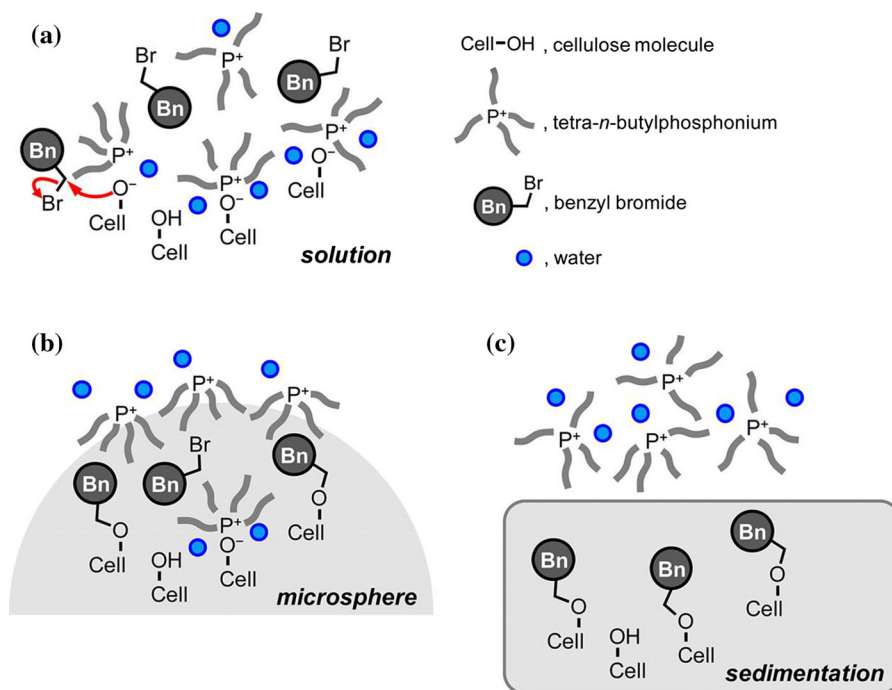 (a)
Br
P⁺
Br
Bn
Bn
Bn
P⁺
P⁺
Br
O⁻
Cell
OH
Cell
P⁺
O⁻
Cell
O⁻
Cell
solution
Cell–OH , cellulose molecule
P⁺ , tetra-n-butylphosphonium
Br
Bn , benzyl bromide
, water
(b)
P⁺
P⁺
P⁺
Br
Bn
Bn
Bn
O
Cell
OH
Cell
P⁺
O⁻
Cell
O
Cell
microsphere
(c)
P⁺
P⁺
P⁺
P⁺
Bn
Bn
Bn
O
Cell
OH
Cell
O
Cell
O
Cell
sedimentation